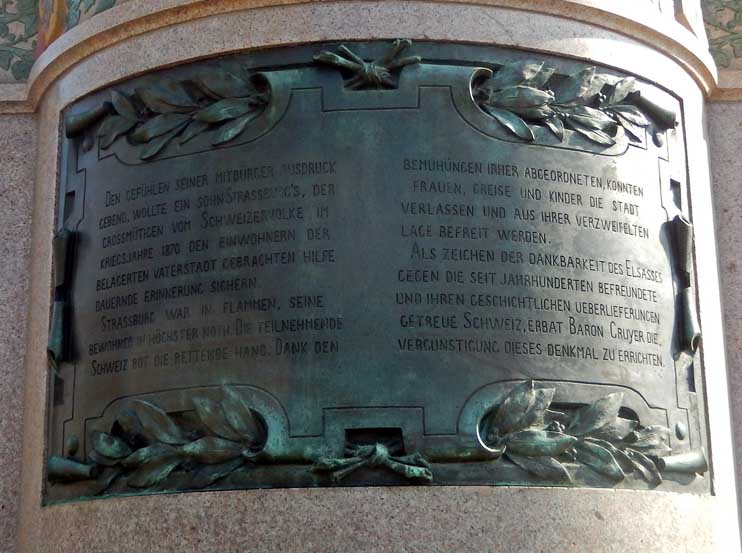 DEN GEFÜHLEN SEINER MITBÜRGER AUSDRUCK
GEBEND, WOLLTE EIN SOHN STRASSBURG'S, DER
GROSSMÜTIGEN VOM SCHWEIZERVOLKE, IM
KRIEGSJAHRE 1870 DEN EINWOHNERN DER
BELAGERTEN VATERSTADT GEBRACHTEN HILFE
DAUERNDE ERINNERUNG SICHERN.
STRASSBURG WAR IN FLAMMEN, SEINE
BEWOHNER IN HÖCHSTER NOTH. DIE TEILNEHMENDE
SCHWEIZ BOT DIE RETTENDE HAND. DANK DEN
BEMÜHUNGEN IRHER ABGEORDNETEN, KONNTEN
FRAUEN, GREISE UND KINDER DIE STADT
VERLASSEN UND AUS IHRER VERZWEIFELTEN
LAGE BEFREIT WERDEN.
ALS ZEICHEN DER DANKBARKEIT DES ELSASSES
GEGEN DIE SEIT JAHRHUNDERTEN BEFREUNDETE
UND IHREN GESCHICHTLICHEN UEBERLIEFERUNGEN
GETREUE SCHWEIZ, ERBAT BARON GRUYER DIE,
VERGUNSTIGUNG DIESES DENKMAL ZU ERRICHTEN.